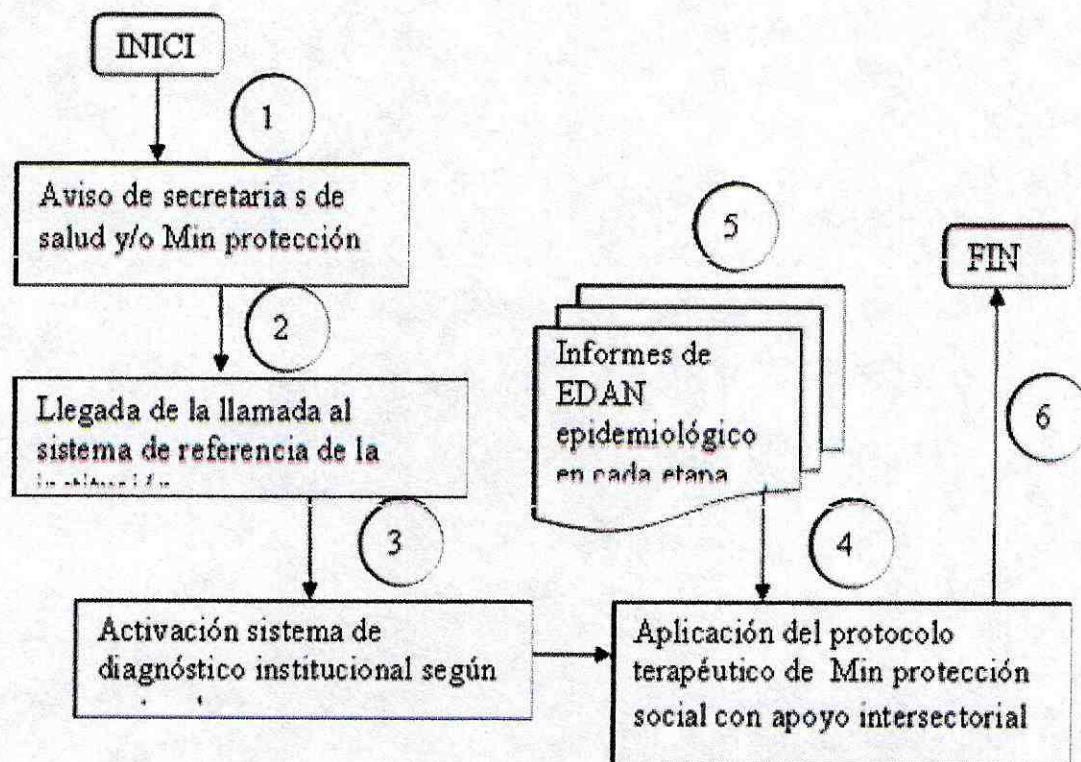 INICI
1
Aviso de secretaria s de
salud y/o Min protección
2
Llegada de la llamada al
sistema de referencia de la
3
Activación sistema de
diagnóstico institucional según
5
Informes de
EDAN
epidemiológico
en cada etapa
4
Aplicación del protocolo
terapéutico de Min protección
social con apoyo intersectorial
6
FIN